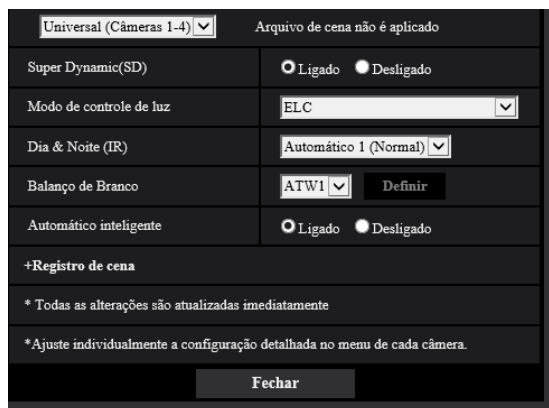 Universal (Câmeras 1-4) Arquivo de cena não é aplicado
Super Dynamic(SD) Ligado Desligado
Modo de controle de luz ELC
Dia & Noite (IR) Automático 1 (Normal)
Balanço de Branco ATW1 Definir
Automático inteligente Ligado Desligado
+Registro de cena
* Todas as alterações são atualizadas imediatamente
*Ajuste individualmente a configuração detalhada no menu de cada câmera.
Fechar